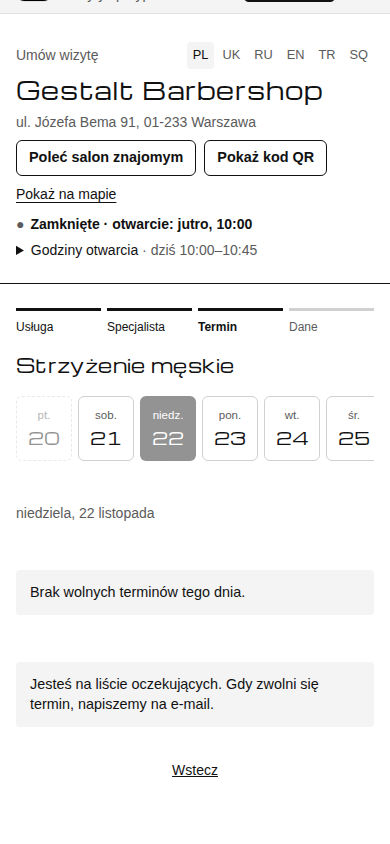 Umów wizytę
PL UK RU EN TR SQ
Gestalt Barbershop
ul. Józefa Bema 91, 01-233 Warszawa
Poleć salon znajomym Pokaż kod QR
Pokaż na mapie
● Zamknięte · otwarcie: jutro, 10:00
▶ Godziny otwarcia · dziś 10:00–10:45
Usługa Specjalista Termin Dane
Strzyżenie męskie
pt. sob. niedz. pon. wt. śr.
20 21 22 23 24 25
niedziela, 22 listopada
Brak wolnych terminów tego dnia.
Jesteś na liście oczekujących. Gdy zwolni się
termin, napiszemy na e-mail.
Wstecz